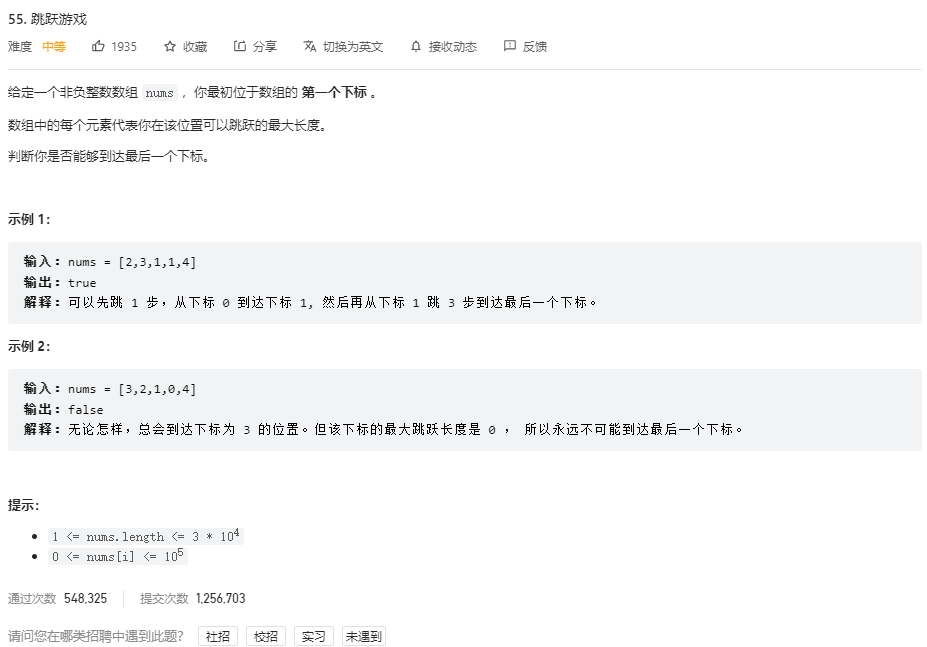 55. 跳跃游戏
难度 中等 1935 收藏 分享 切换为英文 接收动态 反馈
给定一个非负整数数组 nums ，你最初位于数组的 第一个下标 。
数组中的每个元素代表你在该位置可以跳跃的最大长度。
判断你是否能够到达最后一个下标。
示例 1：
输入：nums = [2,3,1,1,4]
输出：true
解释：可以先跳 1 步，从下标 0 到达下标 1, 然后再从下标 1 跳 3 步到达最后一个下标。
示例 2：
输入：nums = [3,2,1,0,4]
输出：false
解释：无论怎样，总会到达下标为 3 的位置。但该下标的最大跳跃长度是 0 ， 所以永远不可能到达最后一个下标。
提示：
1 <= nums.length <= 3 * 10⁴
0 <= nums[i] <= 10⁵
通过次数 548,325 提交次数 1,256,703
请问您在哪类招聘中遇到此题？ 社招 校招 实习 未遇到